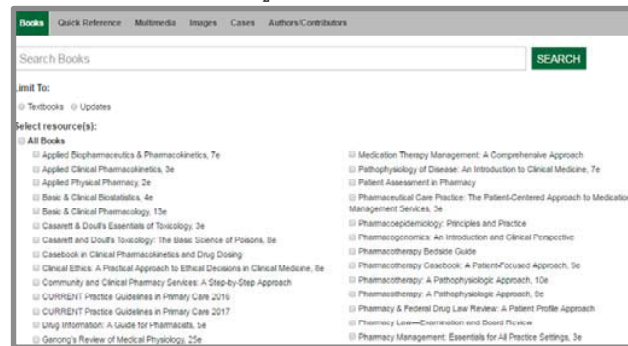 Books Quick Reference Multimedia Images Cases Authors/Contributors
Search Books SEARCH
Limit To:
Textbooks Updates
Select resource(s):
All Books
Applied Biopharmaceutics & Pharmacokinetics, 7e
Applied Clinical Pharmacokinetics, 3e
Applied Physical Pharmacy, 2e
Basic & Clinical Biostatistics, 4e
Basic & Clinical Pharmacology, 13e
Casarett & Doull's Essentials of Toxicology, 3e
Casarett and Doull's Toxicology: The Basic Science of Poisons, 8e
Casebook in Clinical Pharmacokinetics and Drug Dosing
Clinical Ethics: A Practical Approach to Ethical Decisions in Clinical Medicine, 8e
Community and Clinical Pharmacy Services: A Step-by-Step Approach
CURRENT Practice Guidelines in Primary Care 2016
CURRENT Practice Guidelines in Primary Care 2017
Drug Information: A Guide for Pharmacists, 5e
Ganong's Review of Medical Physiology, 25e
Medication Therapy Management: A Comprehensive Approach
Pathophysiology of Disease: An Introduction to Clinical Medicine, 7e
Patient Assessment in Pharmacy
Pharmaceutical Care Practice: The Patient-Centered Approach to Medication
Management Services, 3e
Pharmacoepidemiology: Principles and Practice
Pharmacogenomics: An Introduction and Clinical Perspective
Pharmacotherapy Bedside Guide
Pharmacotherapy Casebook: A Patient-Focused Approach, 9e
Pharmacotherapy: A Pathophysiologic Approach, 10e
Pharmacotherapy: A Pathophysiologic Approach, 9e
Pharmacy & Federal Drug Law Review: A Patient Profile Approach
Pharmacy Law—Examination and Board Review
Pharmacy Management: Essentials for All Practice Settings, 3e